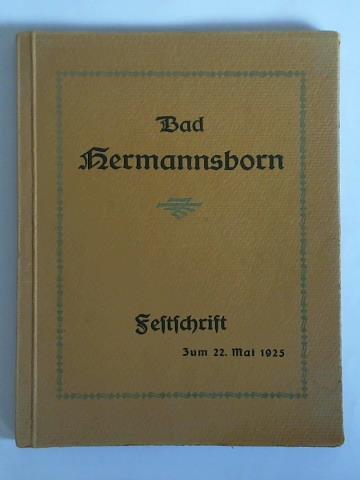 Bad
Hermannsborn
Festschrift
Zum 22. Mai 1925